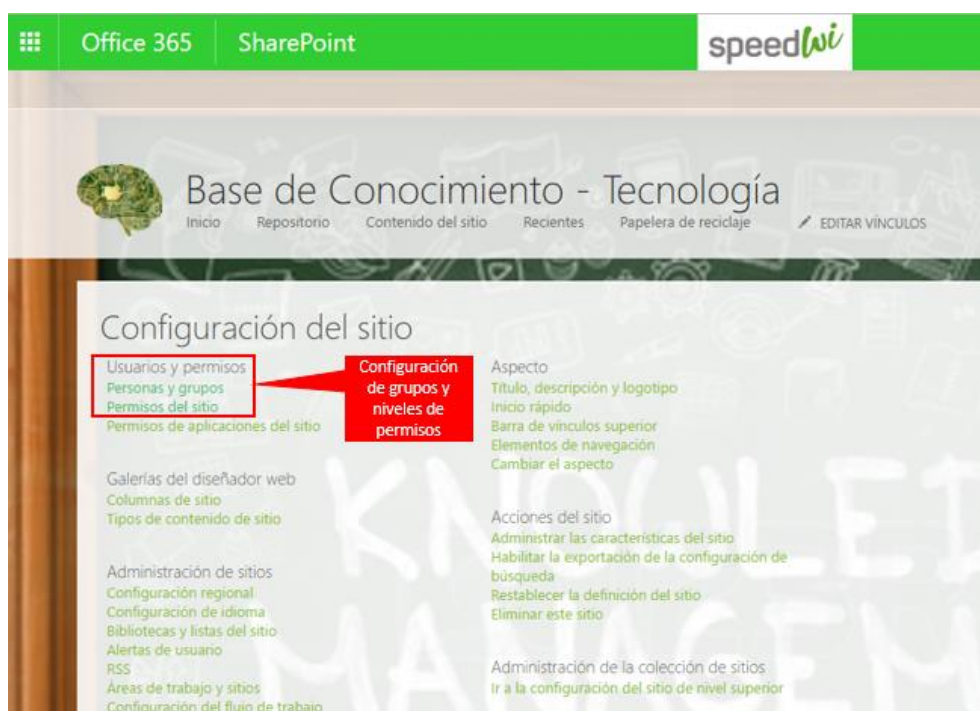 Office 365
SharePoint
speedwi
Base de Conocimiento - Tecnología
Inicio Repositorio Contenido del sitio Recientes Papelera de reciclaje EDITAR VÍNCULOS
Configuración del sitio
Usuarios y permisos
Personas y grupos
Permisos del sitio
Permisos de aplicaciones del sitio
Configuración
de grupos y
niveles de
permisos
Galerías del diseñador web
Columnas de sitio
Tipos de contenido de sitio
Administración de sitios
Configuración regional
Configuración de idioma
Bibliotecas y listas del sitio
Alertas de usuario
RSS
Áreas de trabajo y sitios
Configuración del flujo de trabajo
Aspecto
Título, descripción y logotipo
Inicio rápido
Barra de vínculos superior
Elementos de navegación
Cambiar el aspecto
Acciones del sitio
Administrar las características del sitio
Habilitar la exportación de la configuración de
búsqueda
Restablecer la definición del sitio
Eliminar este sitio
Administración de la colección de sitios
Ir a la configuración del sitio de nivel superior